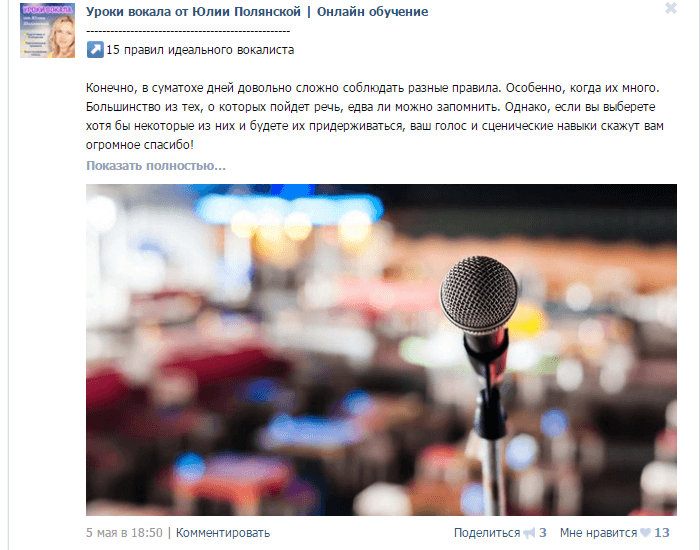 Уроки вокала от Юлии Полянской | Онлайн обучение
---------------------------------------------------
15 правил идеального вокалиста
Конечно, в суматохе дней довольно сложно соблюдать разные правила. Особенно, когда их много.
Большинство из тех, о которых пойдет речь, едва ли можно запомнить. Однако, если вы выберете
хотя бы некоторые из них и будете их придерживаться, ваш голос и сценические навыки скажут вам
огромное спасибо!
Показать полностью...
5 мая в 18:50 | Комментировать Поделиться 3 Мне нравится 13